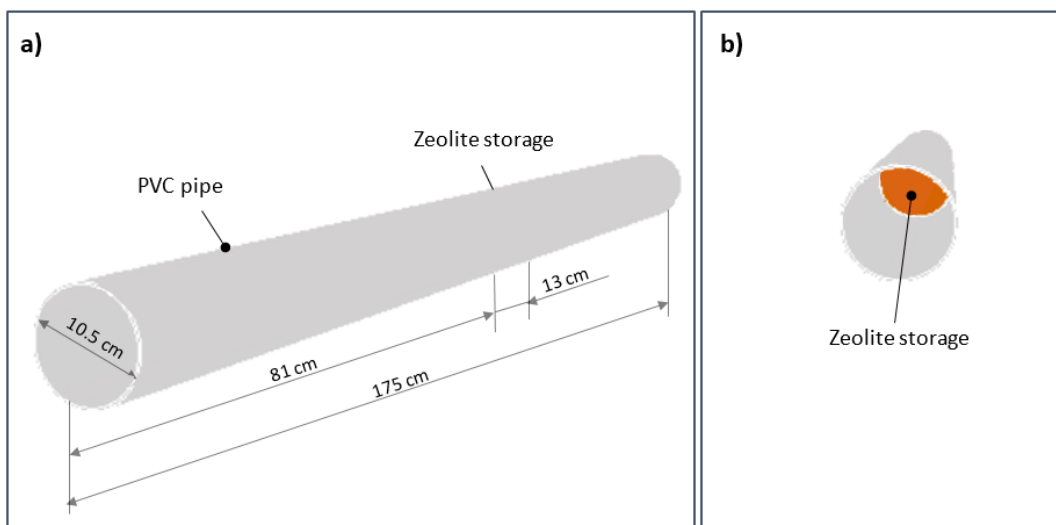 a)
Zeolite storage
PVC pipe
13 cm
10.5 cm
81 cm
175 cm
b)
Zeolite storage